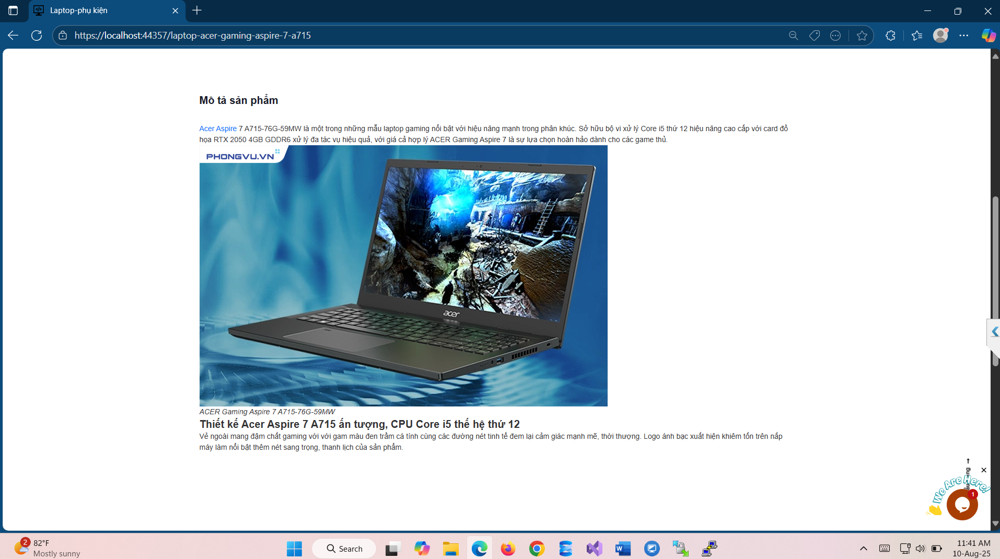 Laptop-phụ kiện
https://localhost:44357/laptop-acer-gaming-aspire-7-a715
Mô tả sản phẩm
Acer Aspire 7 A715-76G-59MW là một trong những mẫu laptop gaming nổi bật với hiệu năng mạnh trong phân khúc. Sở hữu bộ vi xử lý Core i5 thứ 12 hiệu năng cao cấp với card đồ
họa RTX 2050 4GB GDDR6 xử lý đa tác vụ hiệu quả, với giá cả hợp lý ACER Gaming Aspire 7 là sự lựa chọn hoàn hảo dành cho các game thủ.
PHONGVU.VN
acer
ACER Gaming Aspire 7 A715-76G-59MW
Thiết kế Acer Aspire 7 A715 ấn tượng, CPU Core i5 thế hệ thứ 12
Vẻ ngoài mang đậm chất gaming với với gam màu đen trầm cá tính cùng các đường nét tinh tế đem lại cảm giác mạnh mẽ, thời thượng. Logo ánh bạc xuất hiện khiêm tốn trên nắp
máy làm nổi bật thêm nét sang trọng, thanh lịch của sản phẩm.
We Are Here!
1
2
82°F
Mostly sunny
Search
11:41 AM
10-Aug-25